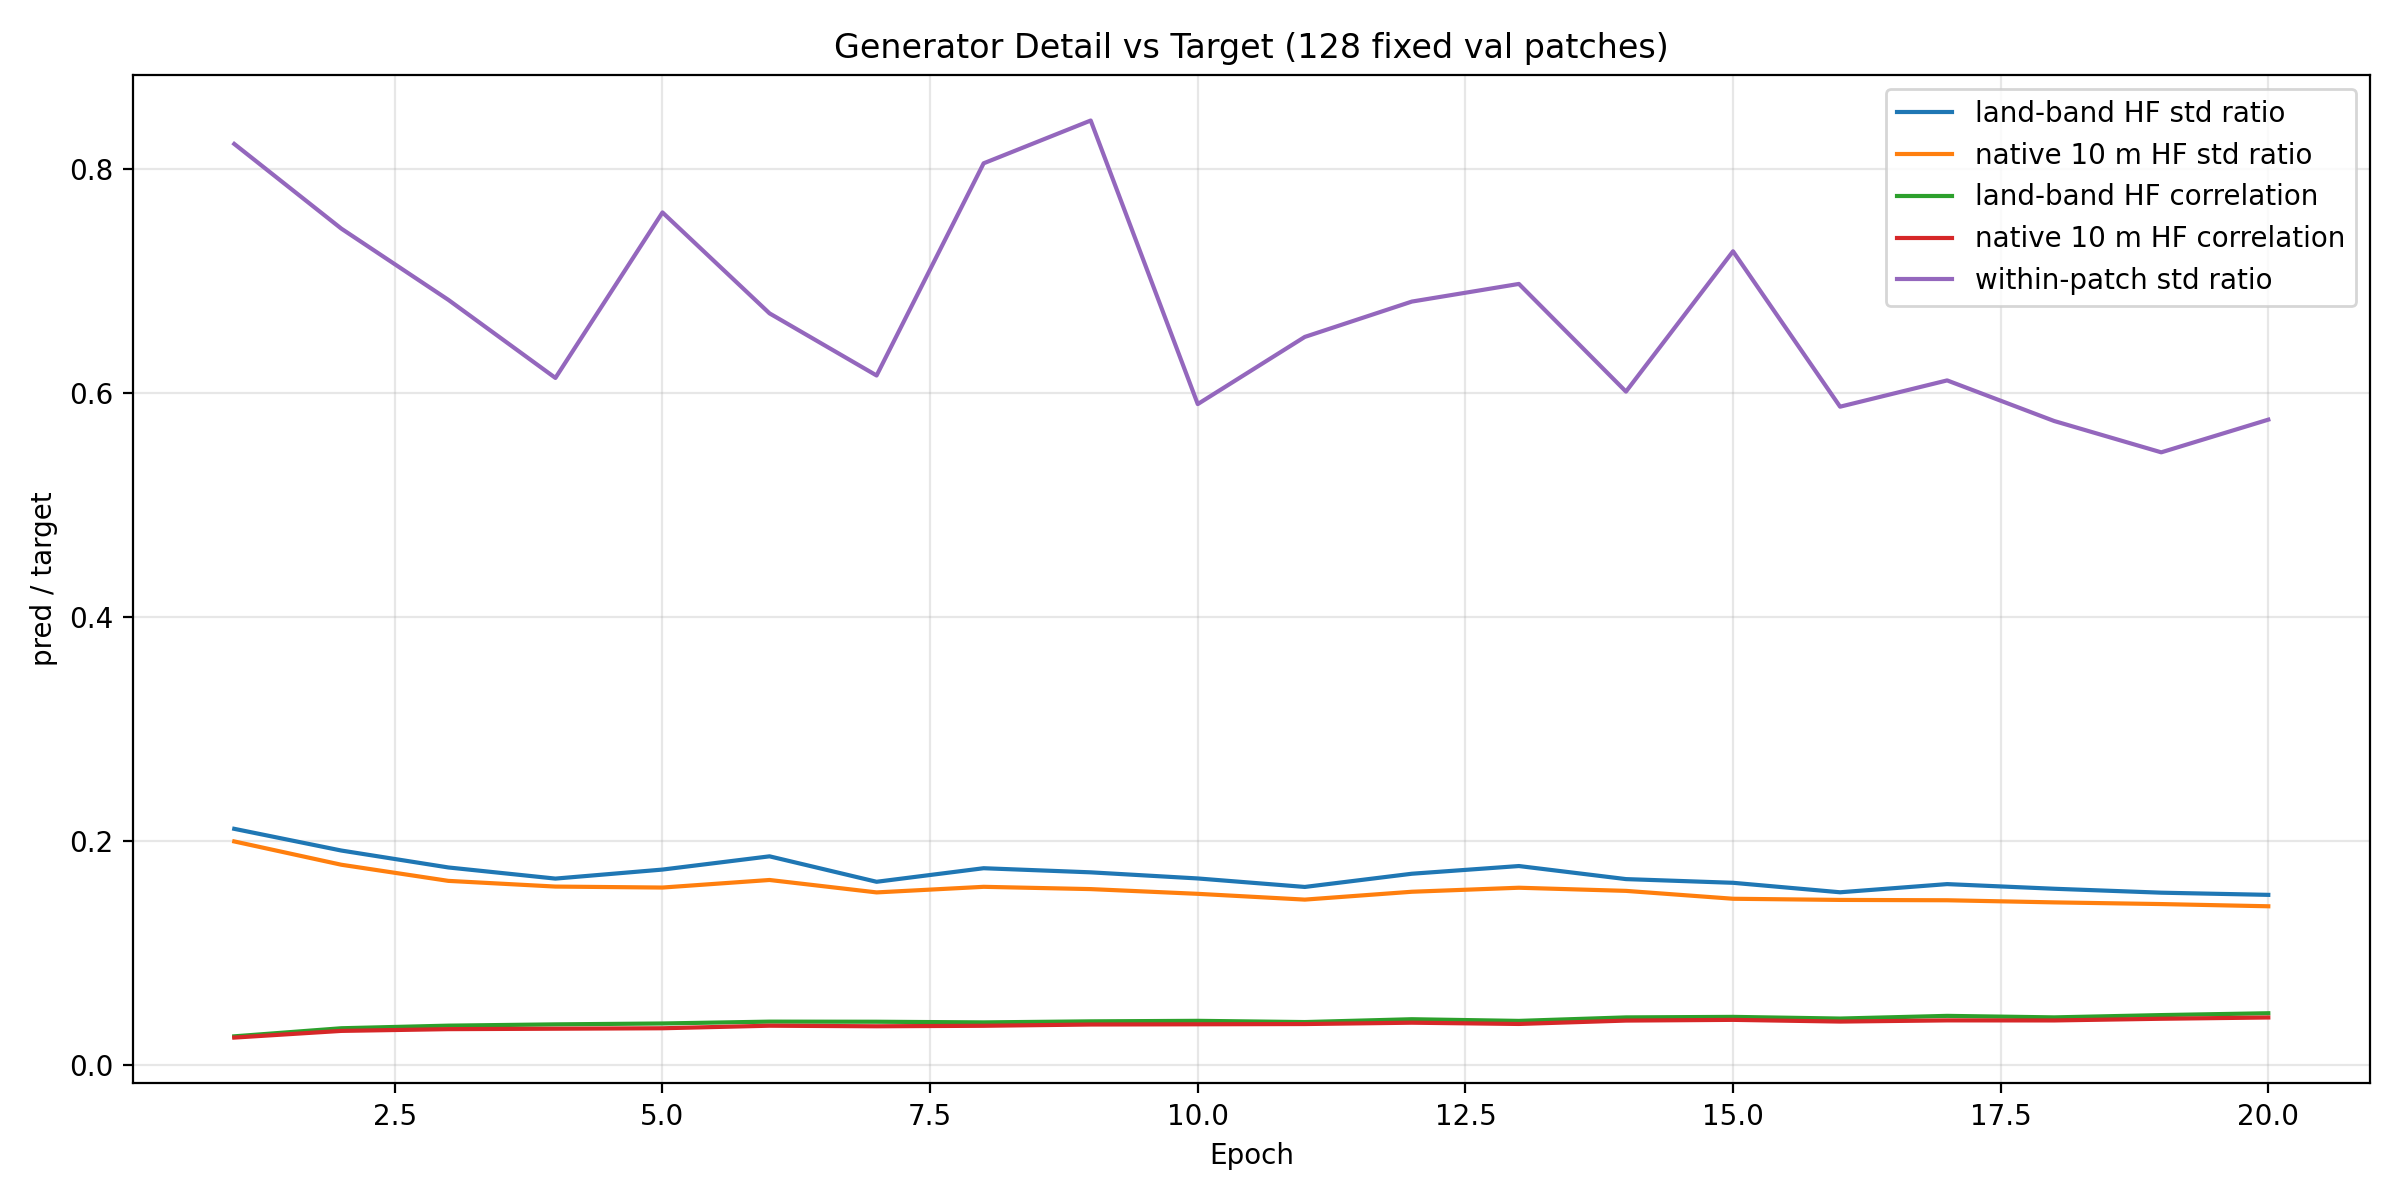 Generator Detail vs Target (128 fixed val patches)
land-band HF std ratio
native 10 m HF std ratio
land-band HF correlation
native 10 m HF correlation
within-patch std ratio
pred / target
0.8
0.6
0.4
0.2
0.0
2.5
5.0
7.5
10.0
12.5
15.0
17.5
20.0
Epoch